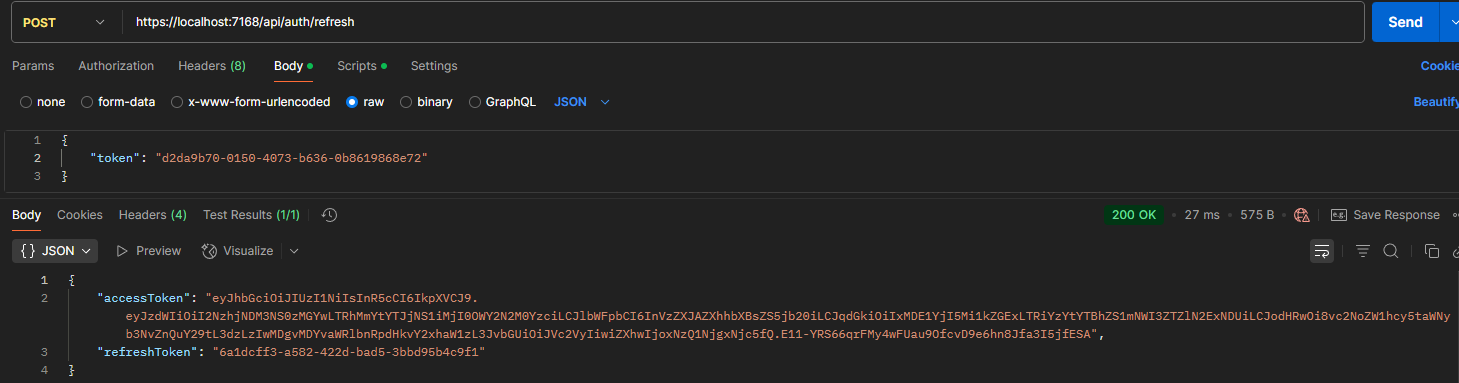 POST https://localhost:7168/api/auth/refresh Send
Params Authorization Headers (8) Body Scripts Settings Cookie
none form-data x-www-form-urlencoded raw binary GraphQL JSON Beautify
1 {
2 "token": "d2da9b70-0150-4073-b636-0b8619868e72"
3 }
Body Cookies Headers (4) Test Results (1/1) 200 OK 27 ms 575 B e.g. Save Response
{} JSON Preview Visualize
1 {
2 "accessToken": "eyJhbGciOiJIUzI1NiIsInR5cCI6IkpXVCJ9.
eyJzdWIiOiI2NzhjNDM3NS0zMGYwLTRhMmYtYTJjNS1iMjI0OWY2N2M0YzciLCJlbWFpbCI6InVzZXJAZXhhbXBsZS5jb20iLCJqdGkiOiIxMDE1YjI5Mi1kZGExLTRiYzYtYTBhZS1mNWI3ZTZlN2ExNDUiLCJodHRwOi8vc2NoZW1hcy5taWNy
b3NvZnQuY29tL3dzLzIwMDgvMDYvaWRlbnRpdHkvY2xhaW1zL3JvbGUiOiJVc2VyIiwiZXhwIjoxNzQ1NjgxNjc5fQ.E11-YRS66qrFMy4wFUau9OfcvD9e6hn8Jfa3I5jfESA",
3 "refreshToken": "6a1dcff3-a582-422d-bad5-3bbd95b4c9f1"
4 }